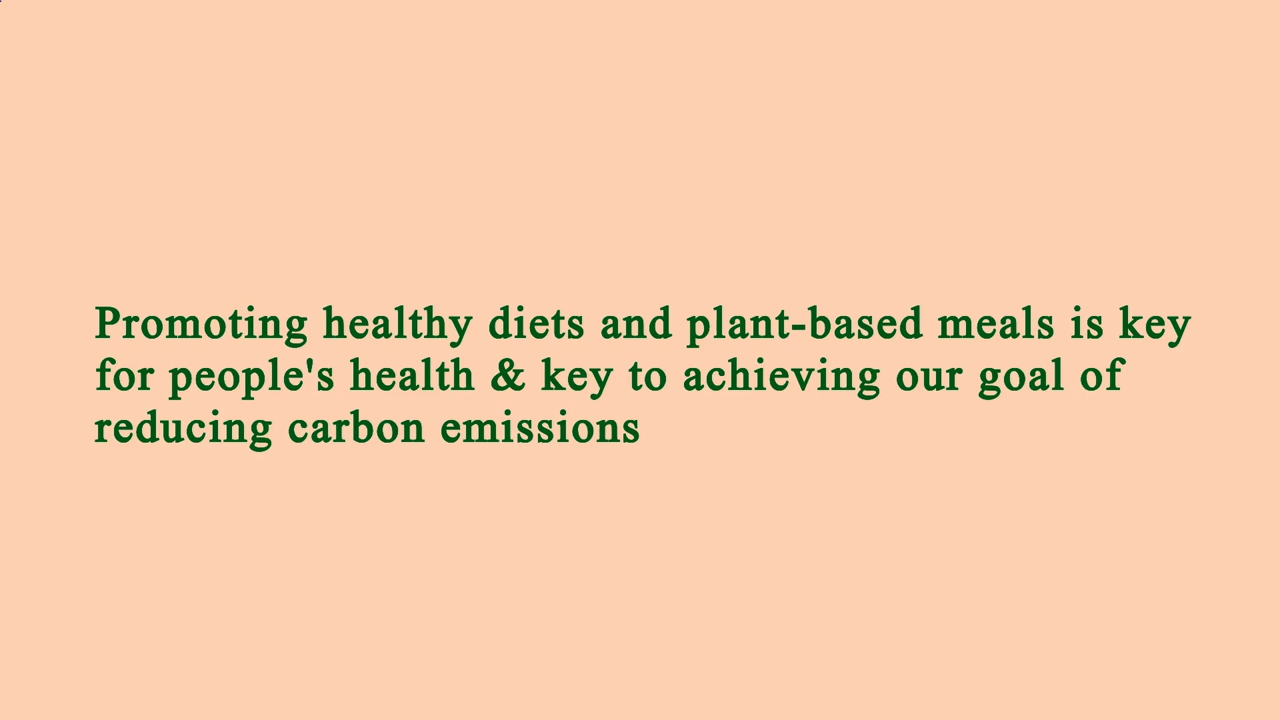 Promoting healthy diets and plant-based meals is key
for people's health & key to achieving our goal of
reducing carbon emissions